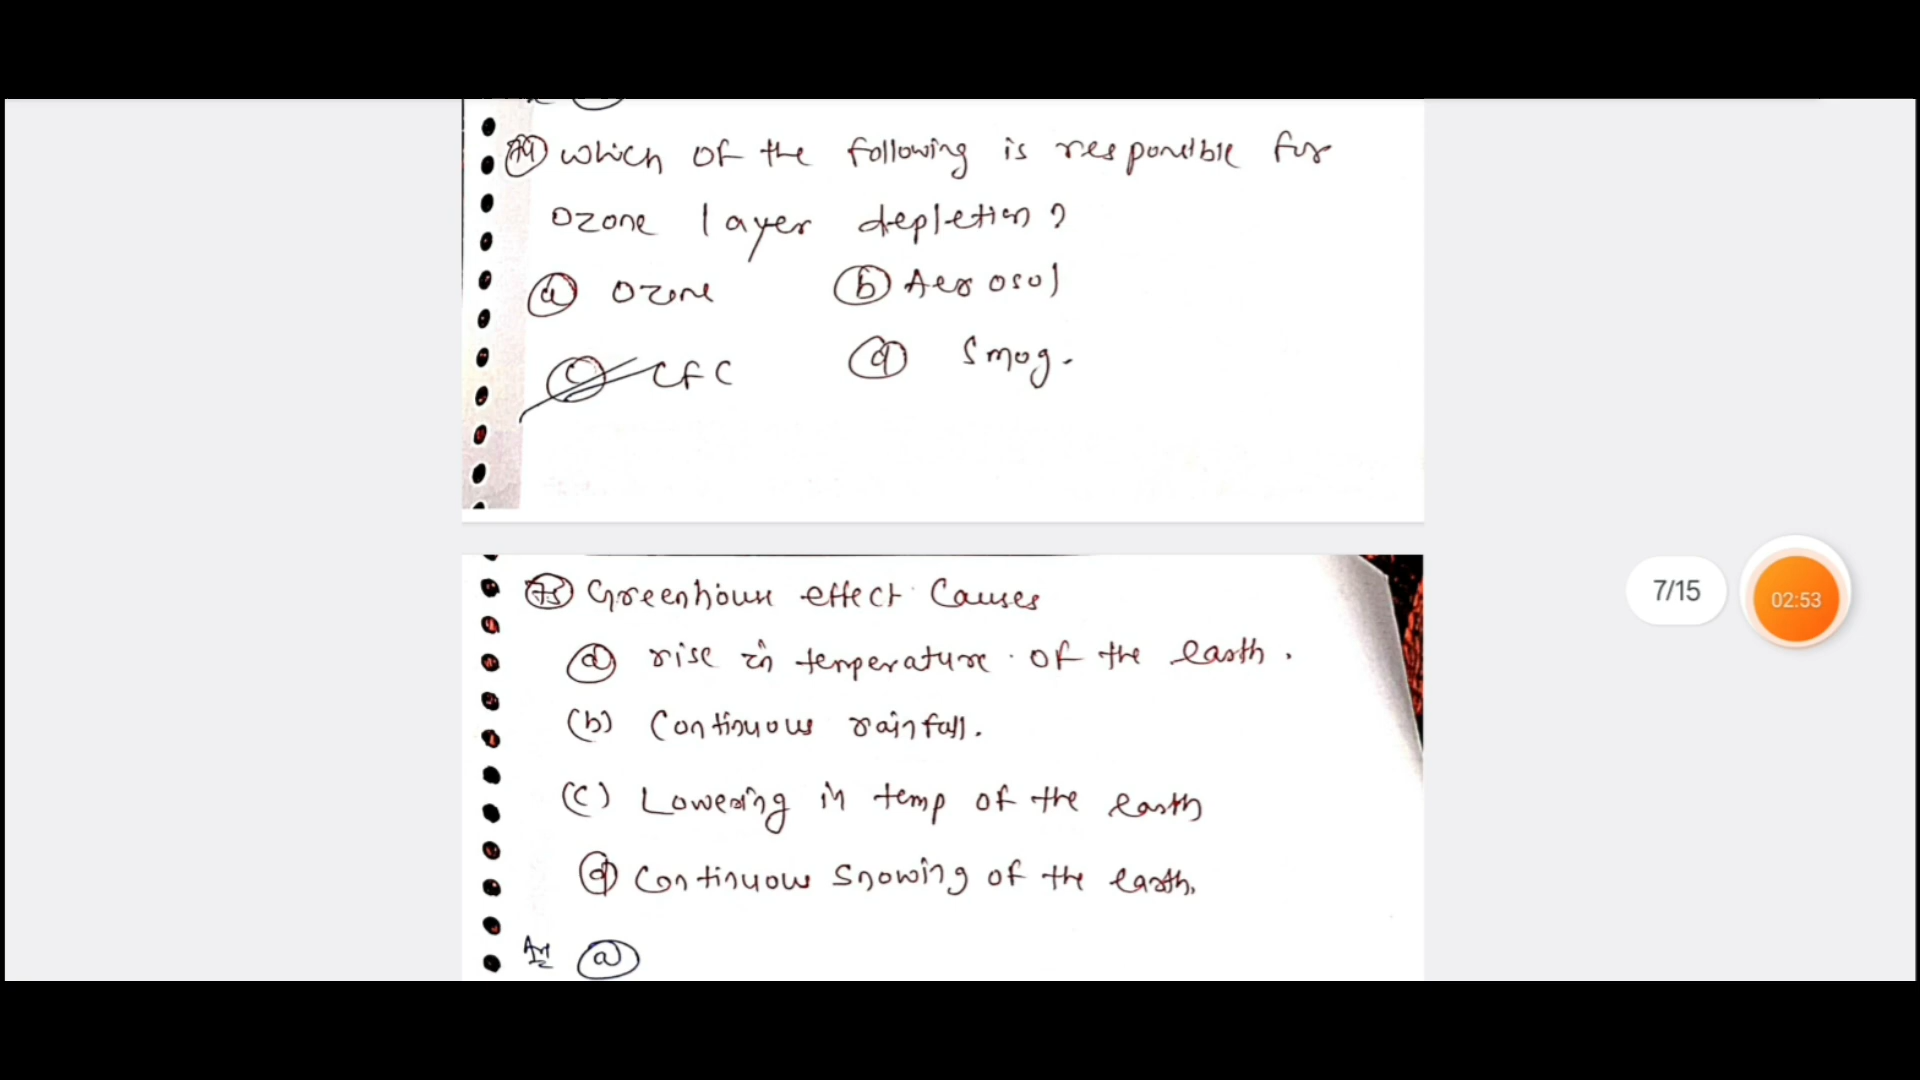 74 which of the following is responsible for
Ozone layer depletion?
a Ozone b Aerosol
c CFC d Smog.
75 Greenhouse effect Causes
a rise in temperature of the earth.
(b) Continuous rainfall.
(c) Lowering in temp of the earth
d Continuous Snowing of the earth.
Ans a
7/15
02:53